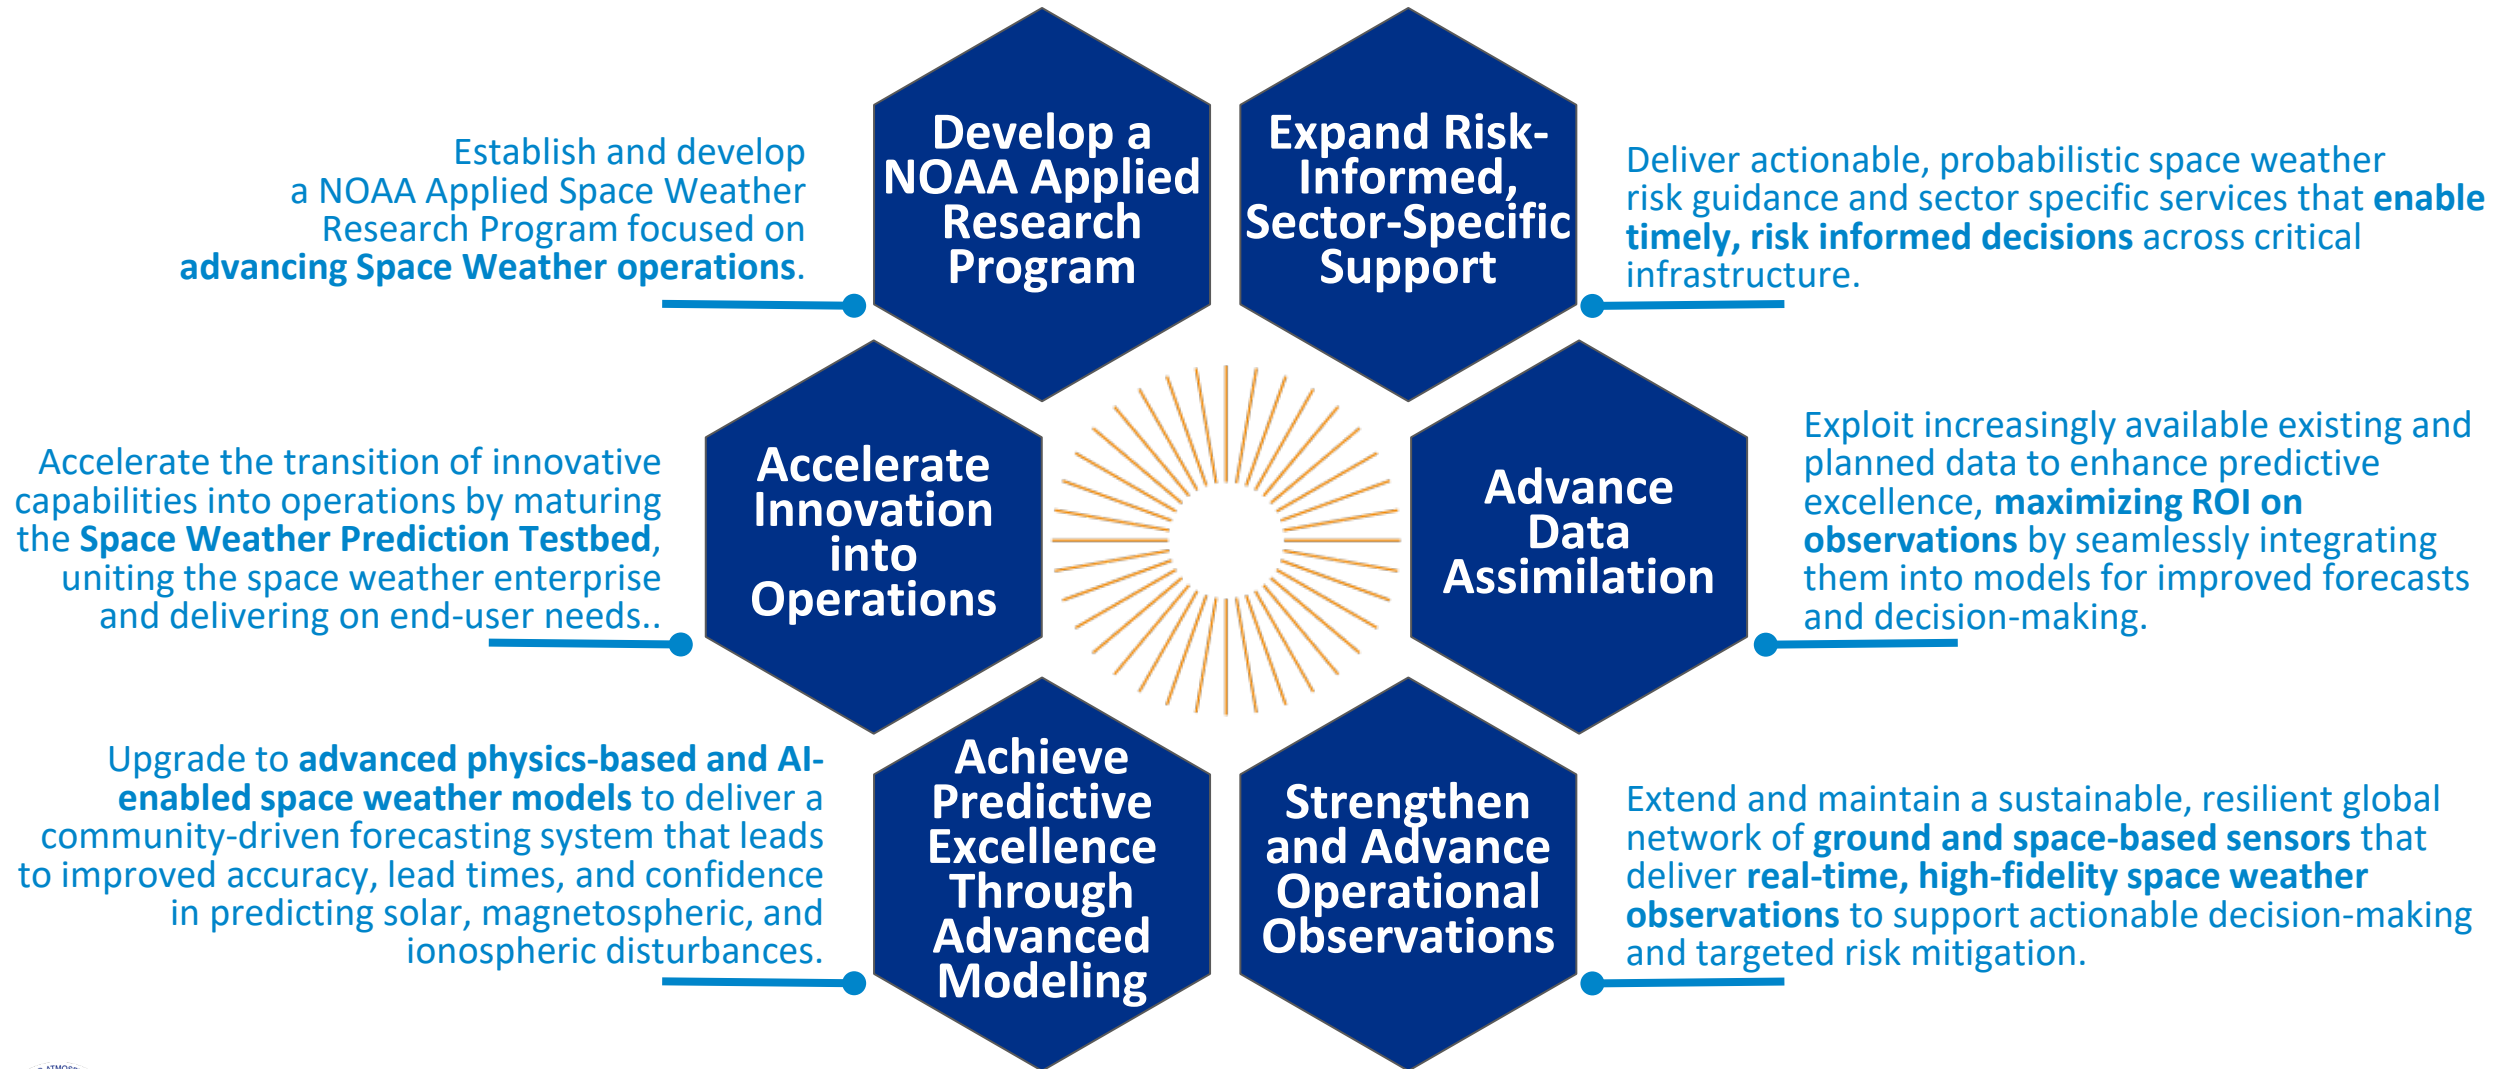 Develop a
NOAA Applied
Research
Program
Expand Risk-
Informed,
Sector-Specific
Support
Establish and develop
a NOAA Applied Space Weather
Research Program focused on
advancing Space Weather operations.
Deliver actionable, probabilistic space weather
risk guidance and sector specific services that enable
timely, risk informed decisions across critical
infrastructure.
Accelerate the transition of innovative
capabilities into operations by maturing
the Space Weather Prediction Testbed,
uniting the space weather enterprise
and delivering on end-user needs..
Accelerate
Innovation
into
Operations
Advance
Data
Assimilation
Exploit increasingly available existing and
planned data to enhance predictive
excellence, maximizing ROI on
observations by seamlessly integrating
them into models for improved forecasts
and decision-making.
Upgrade to advanced physics-based and AI-
enabled space weather models to deliver a
community-driven forecasting system that leads
to improved accuracy, lead times, and confidence
in predicting solar, magnetospheric, and
ionospheric disturbances.
Achieve
Predictive
Excellence
Through
Advanced
Modeling
Strengthen
and Advance
Operational
Observations
Extend and maintain a sustainable, resilient global
network of ground and space-based sensors that
deliver real-time, high-fidelity space weather
observations to support actionable decision-making
and targeted risk mitigation.